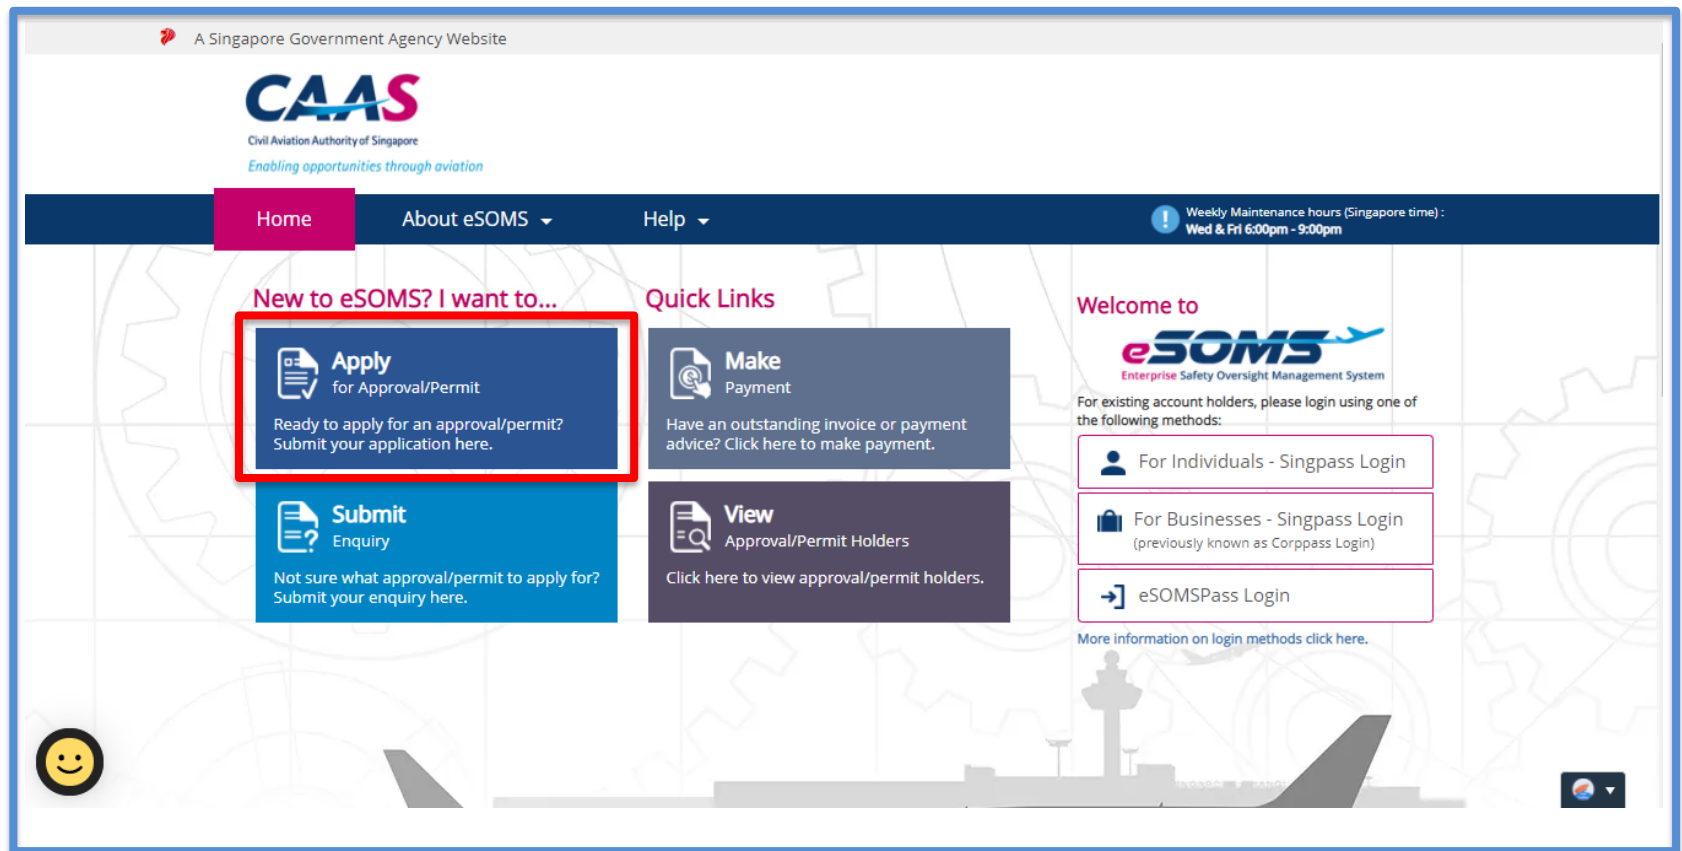 A Singapore Government Agency Website
CAAS
Civil Aviation Authority of Singapore
Enabling opportunities through aviation
Home
About eSOMS
Help
Weekly Maintenance hours (Singapore time) :
Wed & Fri 6:00pm - 9:00pm
New to eSOMS? I want to...
Apply
for Approval/Permit
Ready to apply for an approval/permit?
Submit your application here.
Submit
Enquiry
Not sure what approval/permit to apply for?
Submit your enquiry here.
Quick Links
Make
Payment
Have an outstanding invoice or payment
advice? Click here to make payment.
View
Approval/Permit Holders
Click here to view approval/permit holders.
Welcome to
eSOMS
Enterprise Safety Oversight Management System
For existing account holders, please login using one of
the following methods:
For Individuals - Singpass Login
For Businesses - Singpass Login
(previously known as Corppass Login)
eSOMSPass Login
More information on login methods click here.